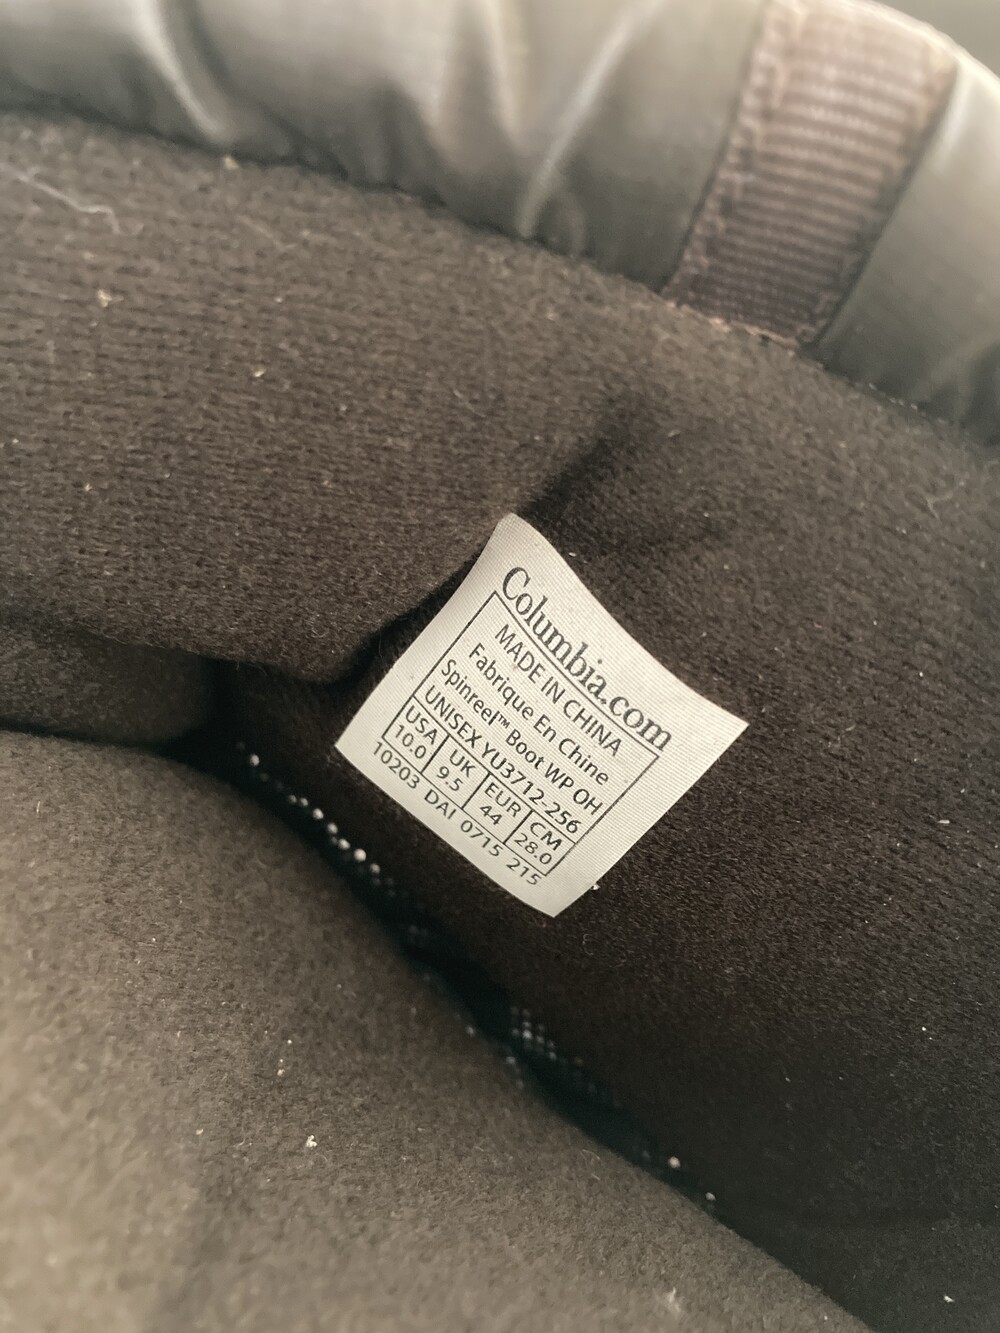 Columbia.com
MADE IN CHINA
Fabrique En Chine
Spinreel™ Boot WP OH
UNISEX YU3712-256
USA UK EUR CM
10.0 9.5 44 28.0
10203 DAI 0715 215